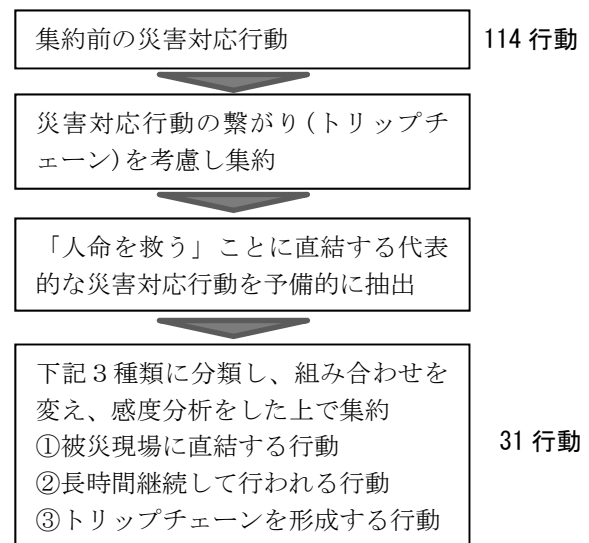 集約前の災害対応行動
114 行動
災害対応行動の繋がり(トリップチ
ェーン)を考慮し集約
「人命を救う」ことに直結する代表
的な災害対応行動を予備的に抽出
下記３種類に分類し、組み合わせを
変え、感度分析をした上で集約
①被災現場に直結する行動
②長時間継続して行われる行動
③トリップチェーンを形成する行動
31 行動